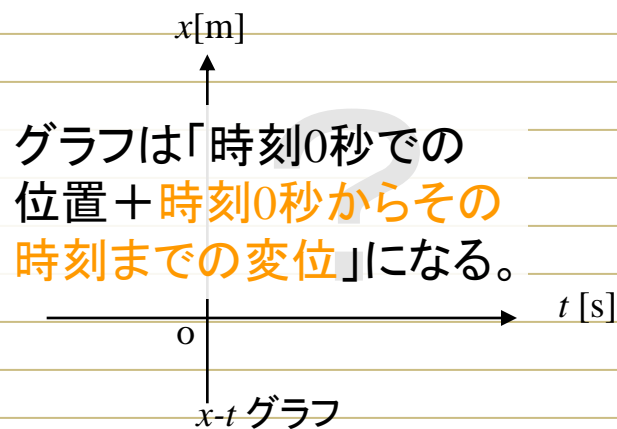 x[m]
?
グラフは「時刻0秒での
位置＋時刻0秒からその
時刻までの変位」になる。
t [s]
o
x-t グラフ